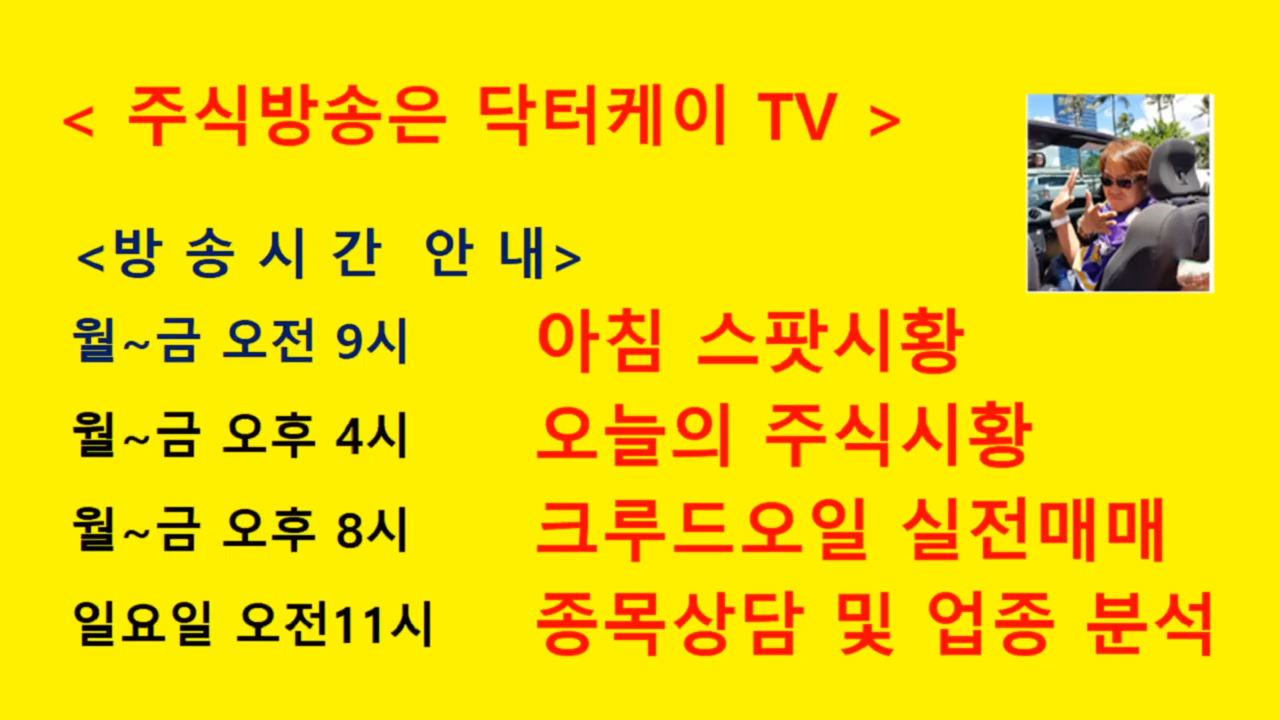 < 주식방송은 닥터케이 TV >
<방 송 시 간 안 내>
월~금 오전 9시 아침 스팟시황
월~금 오후 4시 오늘의 주식시황
월~금 오후 8시 크루드오일 실전매매
일요일 오전11시 종목상담 및 업종 분석